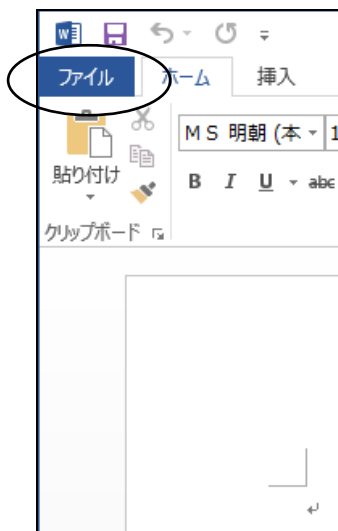 ファイル ホーム 挿入
MS 明朝 (本 1
貼り付け
B I U abc
クリップボード